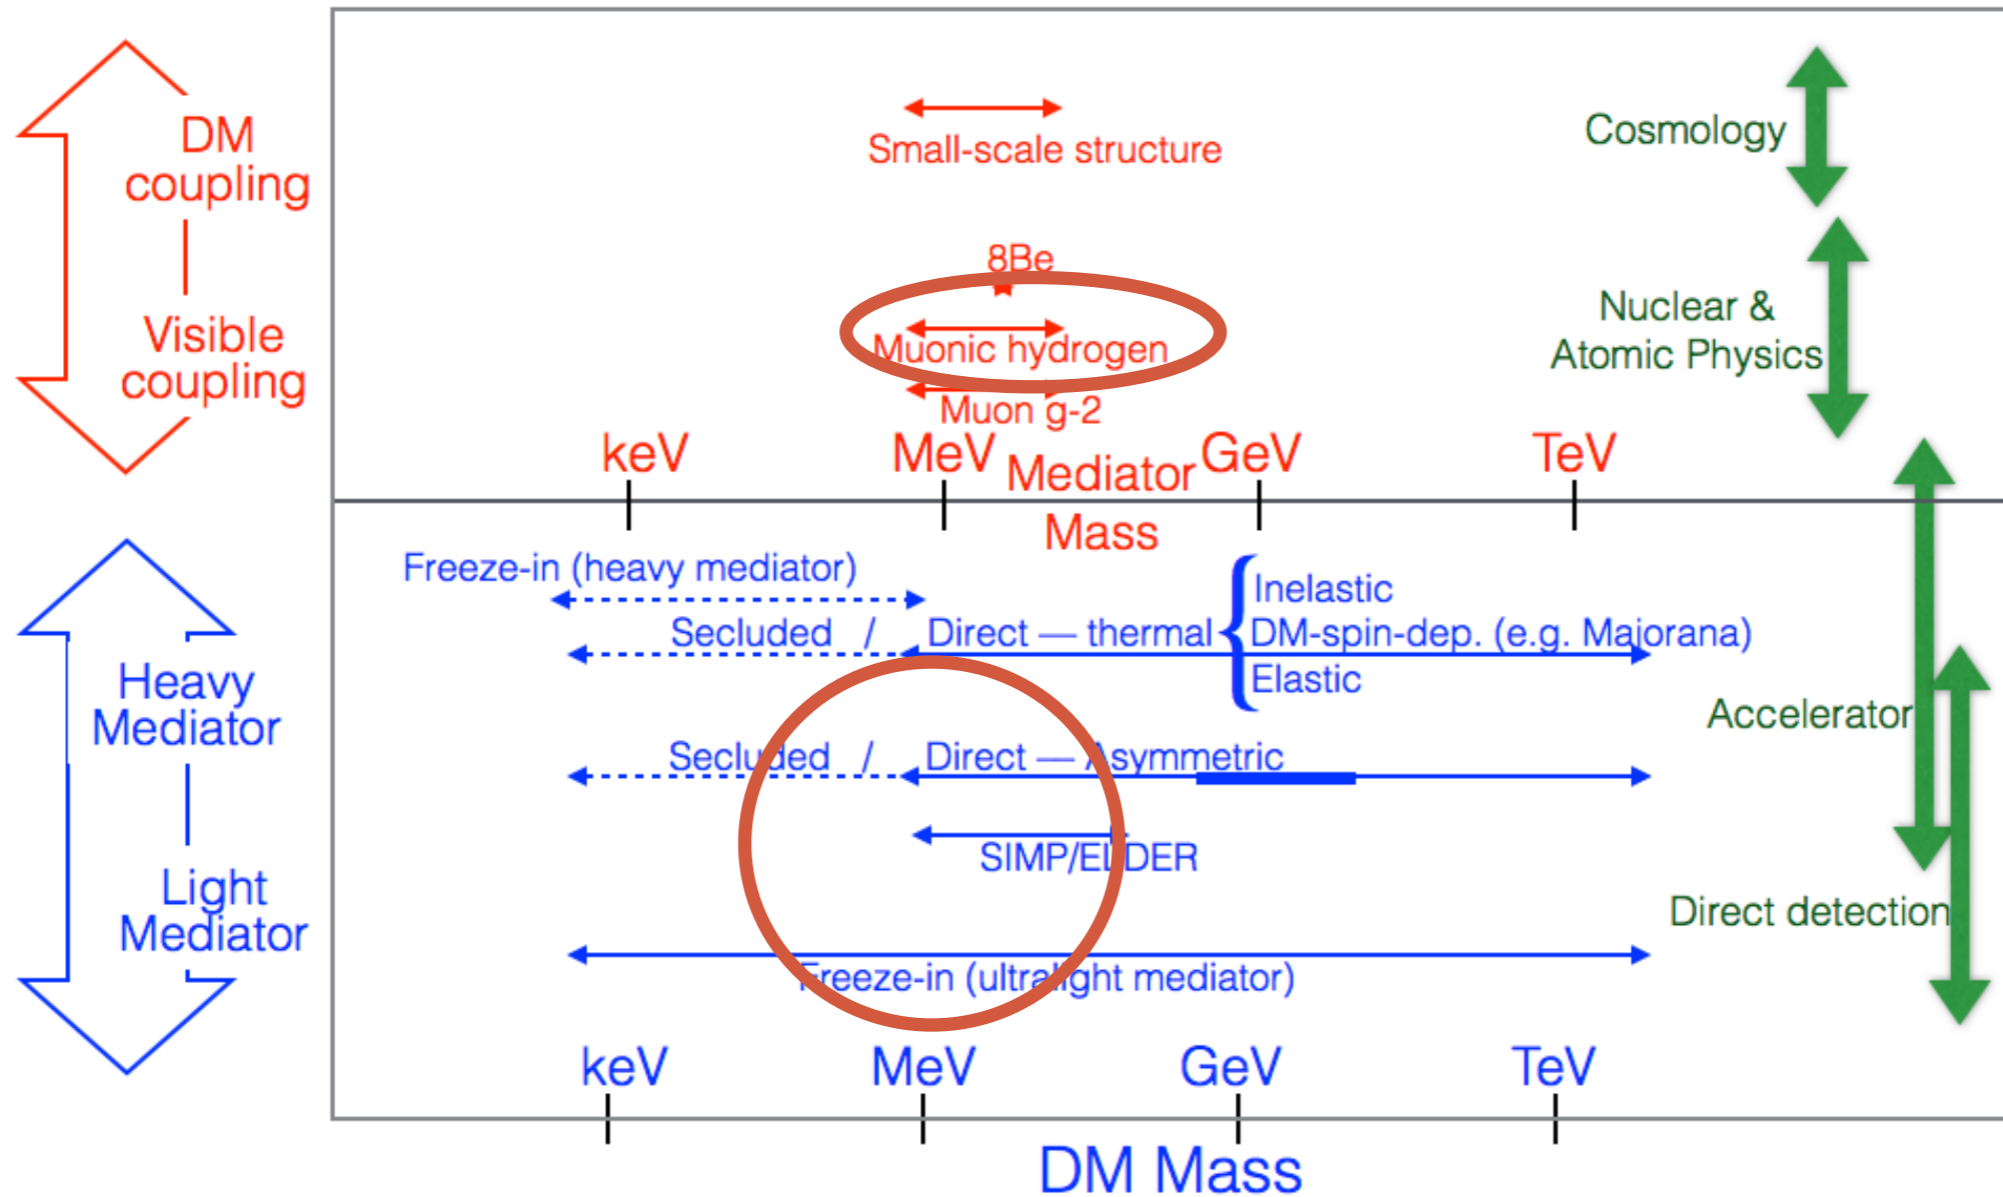 DM
coupling
Visible
coupling
Small-scale structure
8Be
Muonic hydrogen
Muon g-2
Cosmology
Nuclear &
Atomic Physics
keV MeV GeV TeV
Mediator
Mass
Freeze-in (heavy mediator)
Secluded / Direct — thermal
Inelastic
DM-spin-dep. (e.g. Majorana)
Elastic
Heavy
Mediator
Light
Mediator
Secluded / Direct — Asymmetric
SIMP/ELDER
Freeze-in (ultralight mediator)
Accelerator
Direct detection
keV MeV GeV TeV
DM Mass